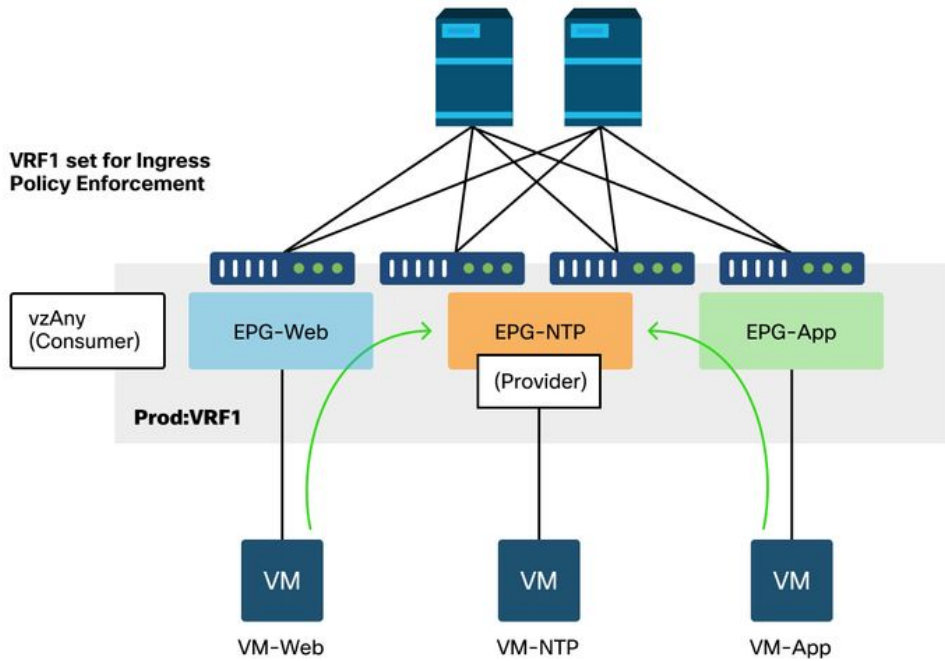 VRF1 set for Ingress
Policy Enforcement
vzAny
(Consumer)
EPG-Web
EPG-NTP
EPG-App
(Provider)
Prod:VRF1
VM
VM
VM
VM-Web
VM-NTP
VM-App